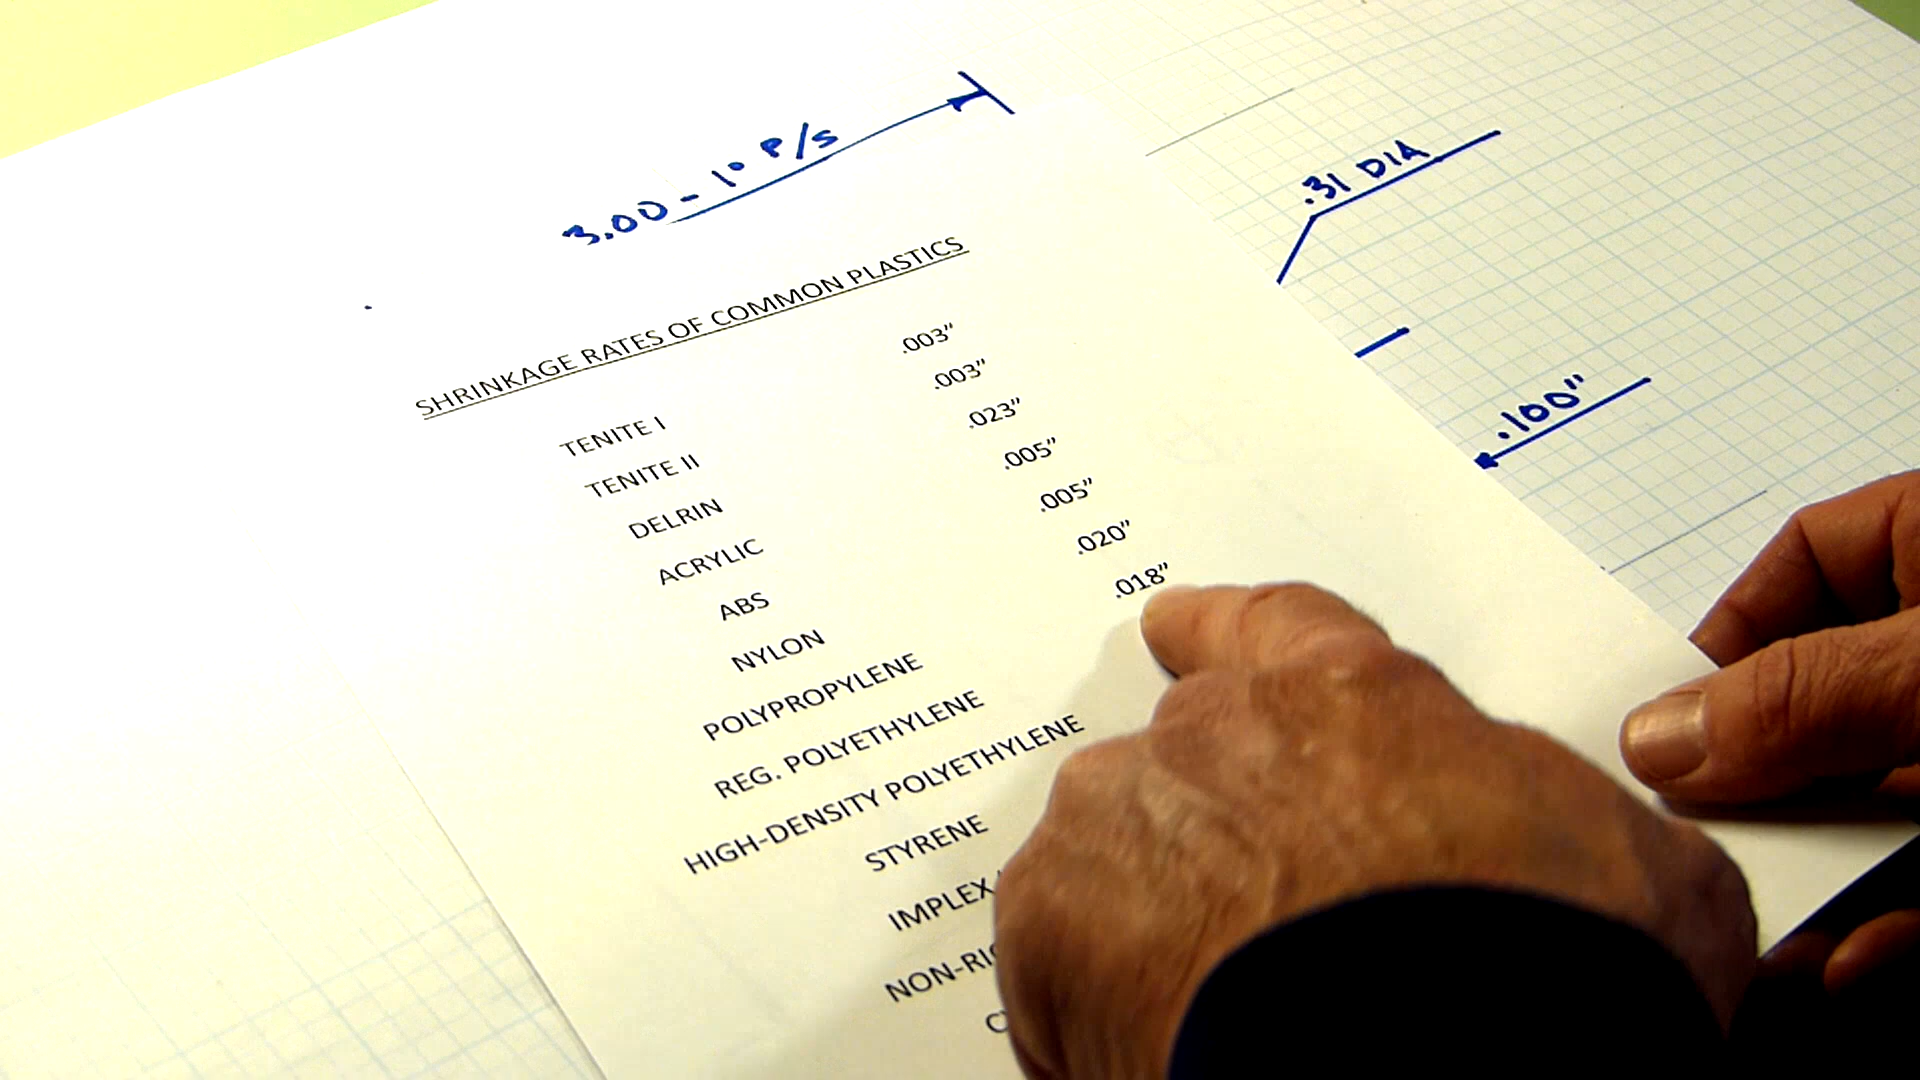 3.00 - 1° P/S
.31 DIA
.100"
SHRINKAGE RATES OF COMMON PLASTICS
TENITE I .003"
TENITE II .003"
DELRIN .023"
ACRYLIC .005"
ABS .005"
NYLON .020"
POLYPROPYLENE .018"
REG. POLYETHYLENE
HIGH-DENSITY POLYETHYLENE
STYRENE
IMPLEX